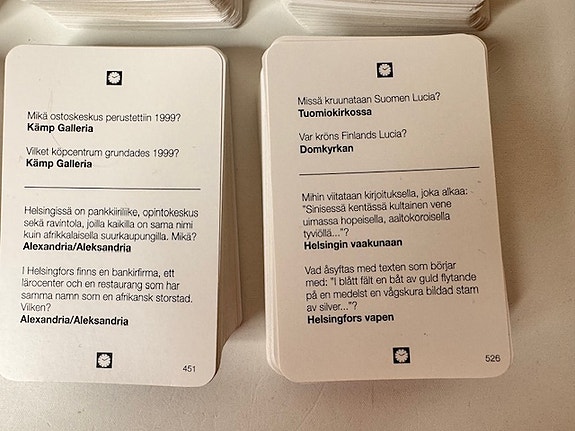 Mikä ostoskeskus perustettiin 1999?
Kämp Galleria
Vilket köpcentrum grundades 1999?
Kämp Galleria
Helsingissä on pankkiiriliike, opintokeskus
sekä ravintola, joilla kaikilla on sama nimi
kuin afrikkalaisella suurkaupungilla. Mikä?
Alexandria/Aleksandria
I Helsingfors finns en bankirfirma, ett
lärocenter och en restaurang som har
samma namn som en afrikansk storstad.
Vilken?
Alexandria/Aleksandria
451
Missä kruunataan Suomen Lucia?
Tuomiokirkossa
Var kröns Finlands Lucia?
Domkyrkan
Mihin viitataan kirjoituksella, joka alkaa:
"Sinisessä kentässä kultainen vene
uimassa hopeisella, aaltokoroisella
tyviöllä..."?
Helsingin vaakunaan
Vad åsyftas med texten som börjar
med: "I blått fält en båt av guld flytande
på en medelst en vågskura bildad stam
av silver..."?
Helsingfors vapen
526